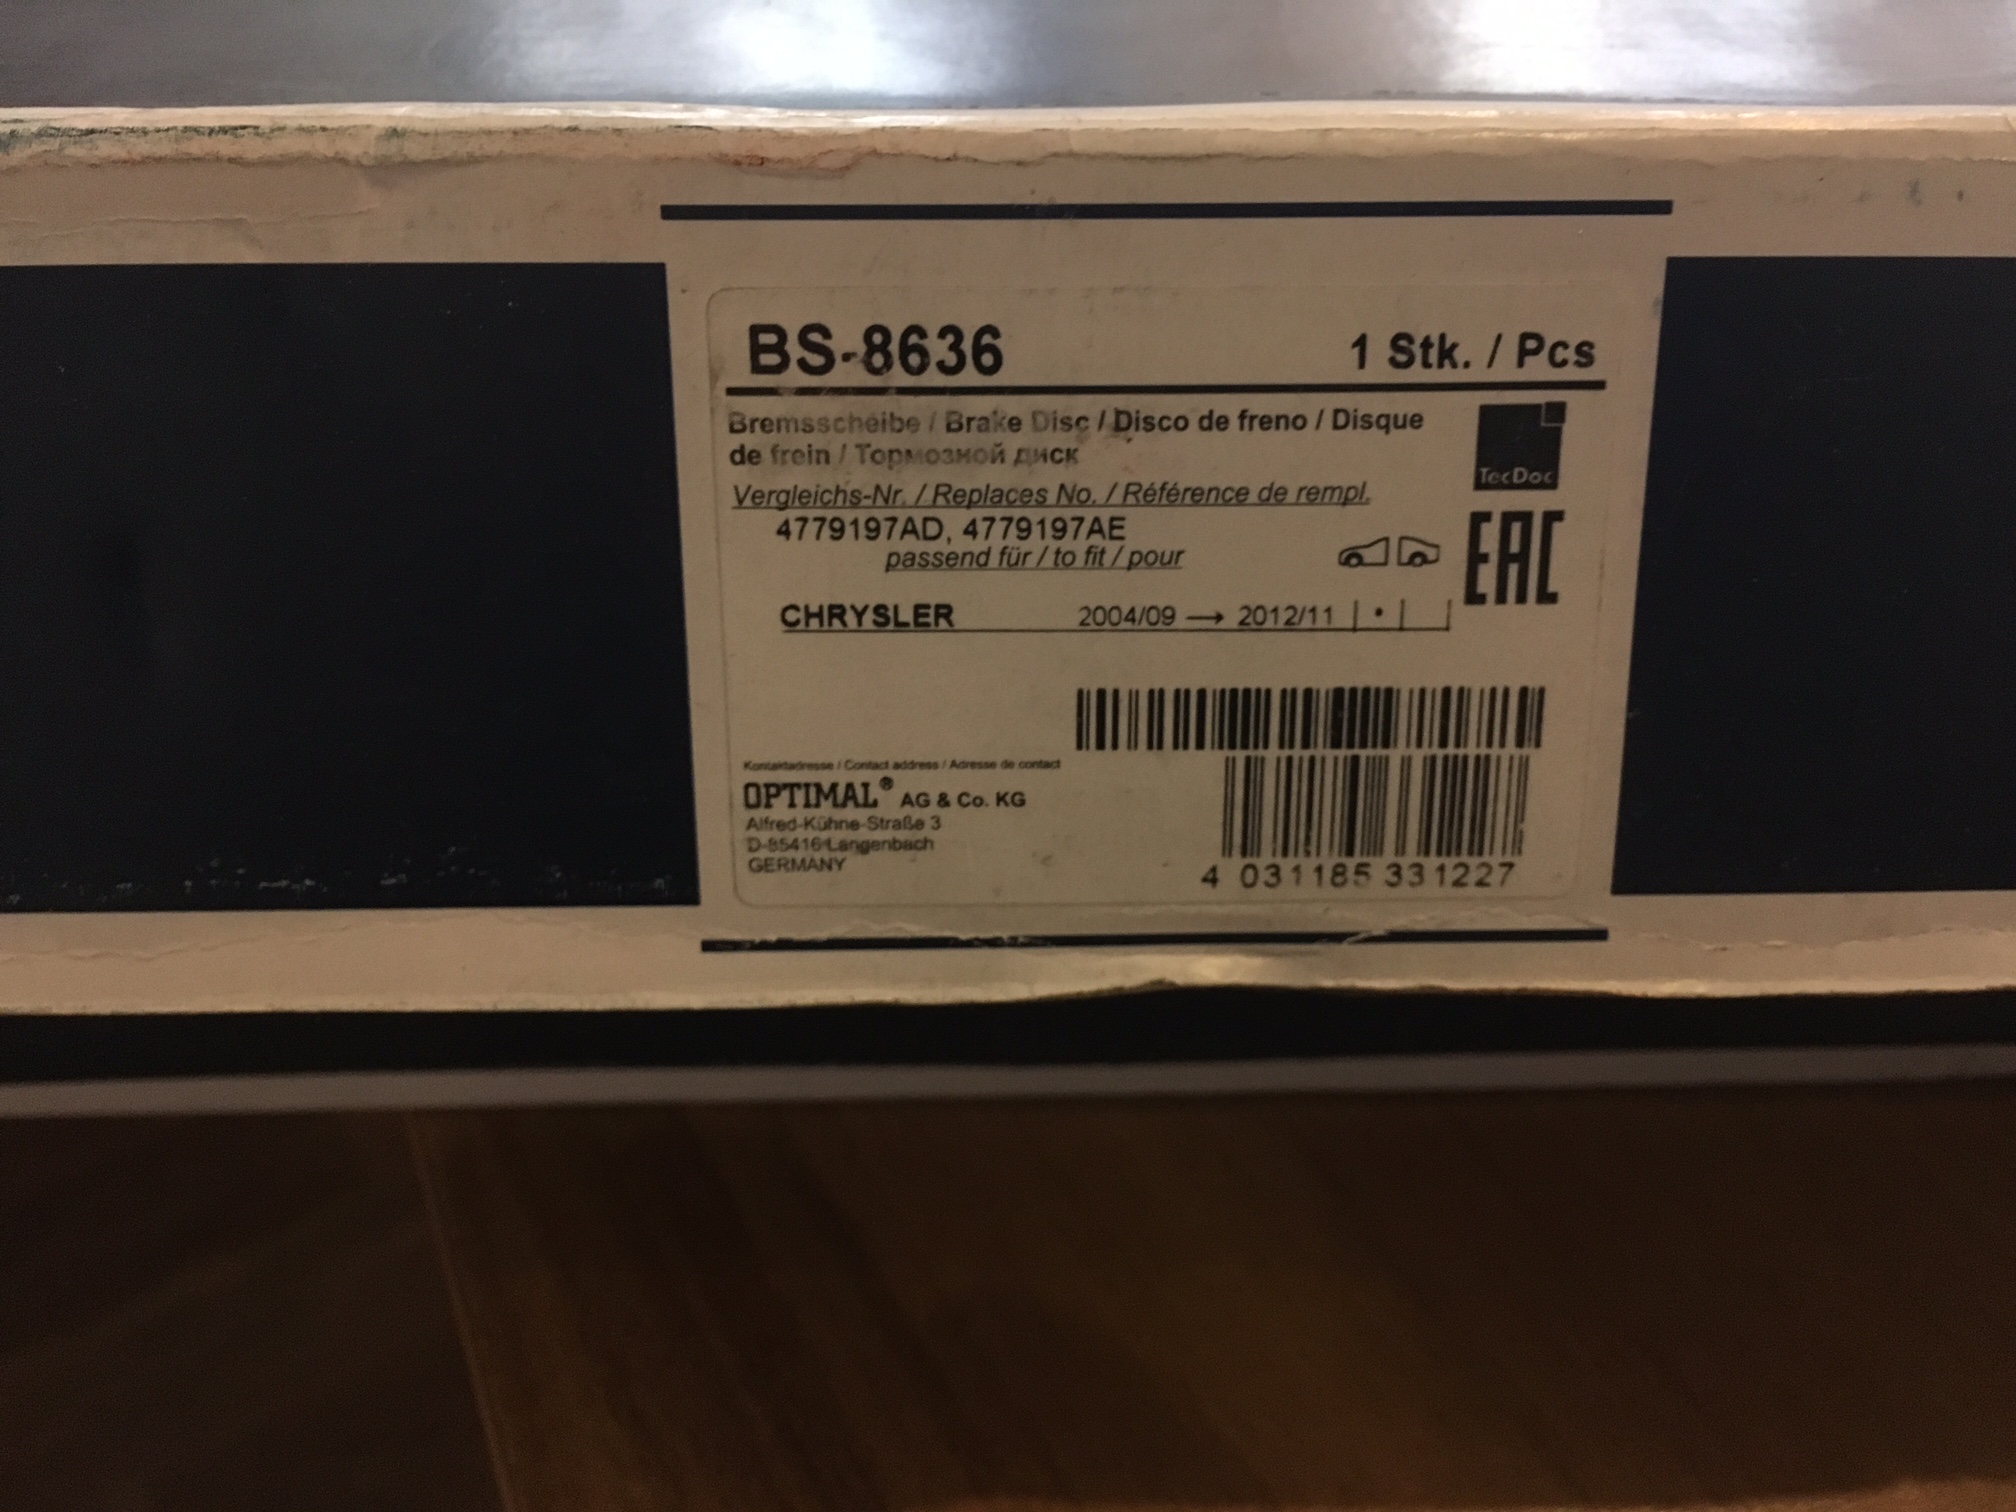 BS-8636 1 Stk. / Pcs
Bremsscheibe / Brake Disc / Disco de freno / Disque
de frein / Тормозной диск
TecDoc
Vergleichs-Nr. / Replaces No. / Référence de rempl.
4779197AD, 4779197AE
passend für / to fit / pour
EAC
CHRYSLER 2004/09 → 2012/11 | • |
Kontaktadresse / Contact address / Adresse de contact
OPTIMAL® AG & Co. KG
Alfred-Kühne-Straße 3
D-85416 Langenbach
GERMANY
4 031185 331227